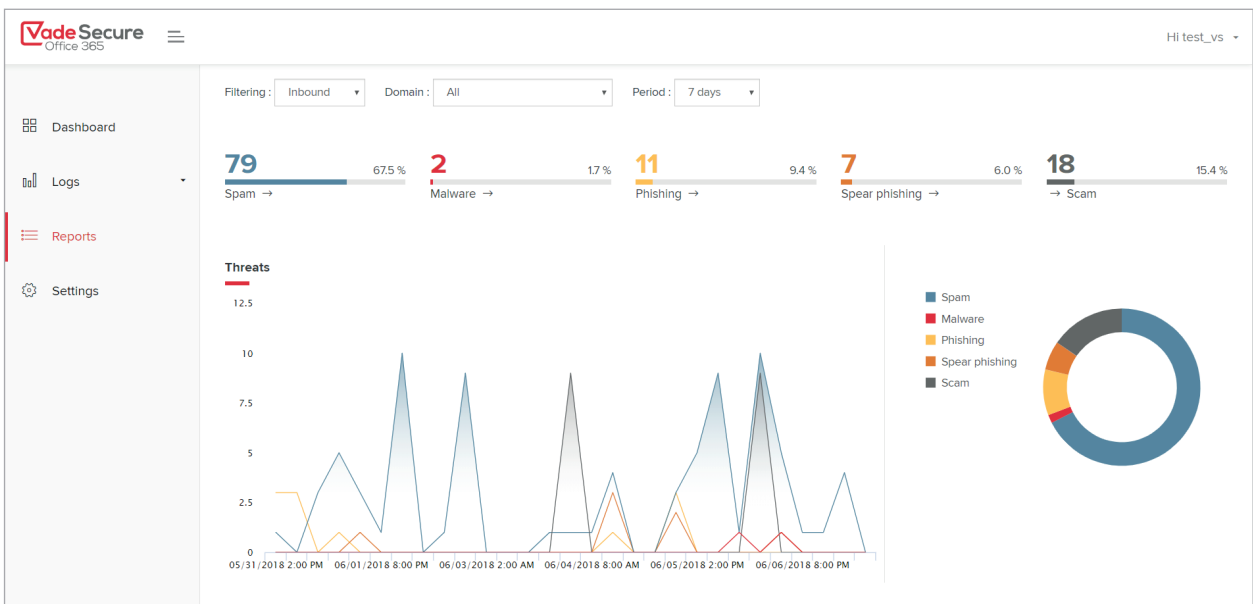 VadeSecure
Office 365
Hi test_vs
Filtering : Inbound Domain : All Period : 7 days
Dashboard
Logs
Reports
Settings
79 67.5 %
Spam →
2 1.7 %
Malware →
11 9.4 %
Phishing →
7 6.0 %
Spear phishing →
18 15.4 %
→ Scam
Threats
12.5
10
7.5
5
2.5
0
05/31/2018 2:00 PM 06/01/2018 8:00 PM 06/03/2018 2:00 AM 06/04/2018 8:00 AM 06/05/2018 2:00 PM 06/06/2018 8:00 PM
Spam
Malware
Phishing
Spear phishing
Scam